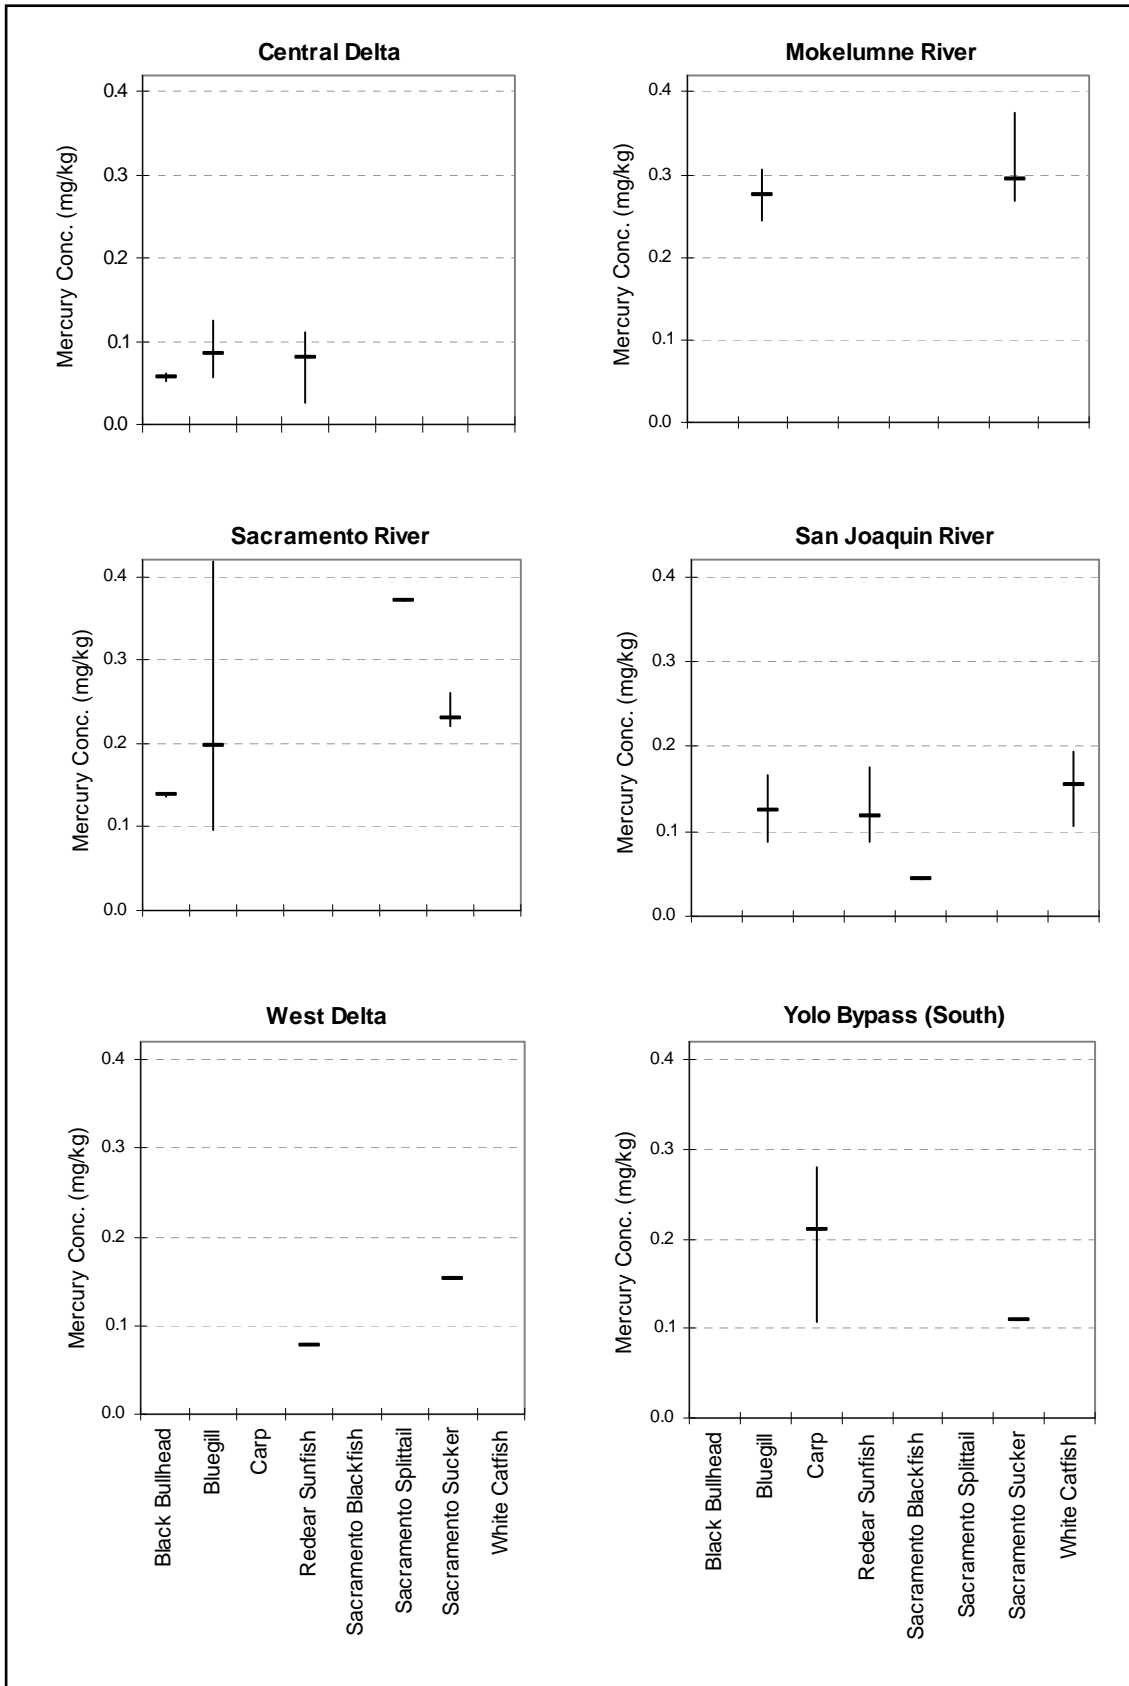 Central Delta
Mercury Conc. (mg/kg)
0.4
0.3
0.2
0.1
0.0
Mokelumne River
Mercury Conc. (mg/kg)
0.4
0.3
0.2
0.1
0.0
Sacramento River
Mercury Conc. (mg/kg)
0.4
0.3
0.2
0.1
0.0
San Joaquin River
Mercury Conc. (mg/kg)
0.4
0.3
0.2
0.1
0.0
West Delta
Mercury Conc. (mg/kg)
0.4
0.3
0.2
0.1
0.0
Black Bullhead
Bluegill
Carp
Redear Sunfish
Sacramento Blackfish
Sacramento Splittail
Sacramento Sucker
White Catfish
Yolo Bypass (South)
Mercury Conc. (mg/kg)
0.4
0.3
0.2
0.1
0.0
Black Bullhead
Bluegill
Carp
Redear Sunfish
Sacramento Blackfish
Sacramento Splittail
Sacramento Sucker
White Catfish